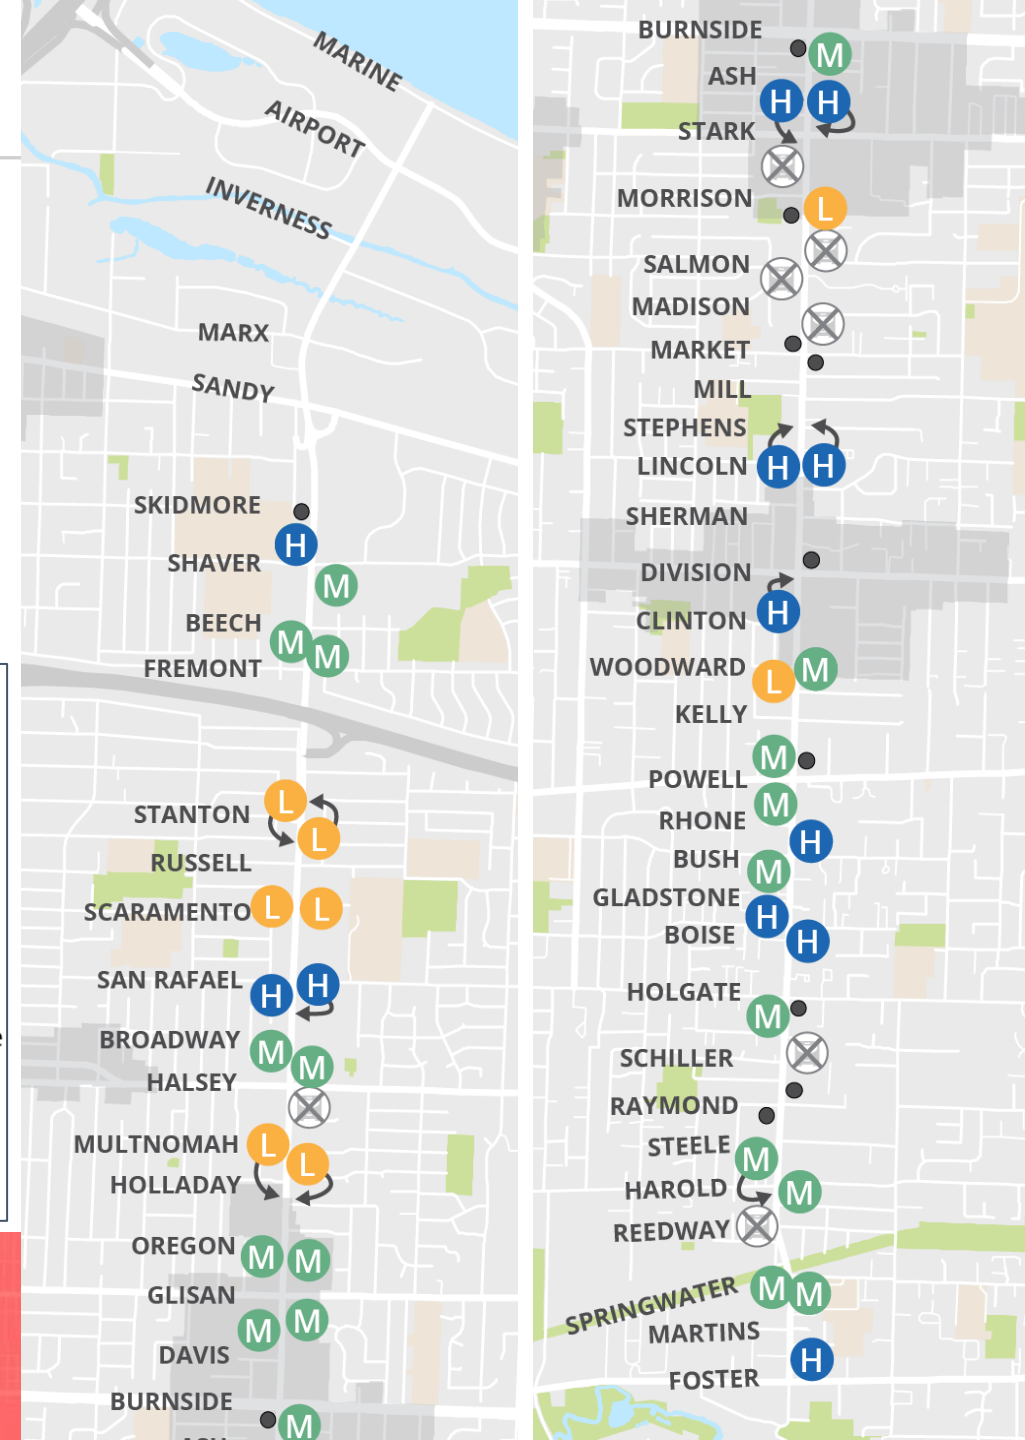 MARINE
AIRPORT
INVERNESS
MARX
SANDY
SKIDMORE
H
SHAVER
M
BEECH
M M
FREMONT
L
STANTON
L
RUSSELL
SCARAMENTO L L
SAN RAFAEL H H
BROADWAY M M
HALSEY
MULTNOMAH L L
HOLLADAY
OREGON M M
GLISAN
M M
DAVIS
BURNSIDE
M
e
BURNSIDE
M
ASH
H H
STARK
MORRISON L
SALMON
MADISON
MARKET
MILL
STEPHENS
LINCOLN H H
SHERMAN
DIVISION
CLINTON H
WOODWARD L M
KELLY
M
POWELL
M
RHONE
H
BUSH M
GLADSTONE
H
BOISE H
HOLGATE
M
SCHILLER
RAYMOND
STEELE M
HAROLD M
REEDWAY
SPRINGWATER M M
MARTINS
H
FOSTER